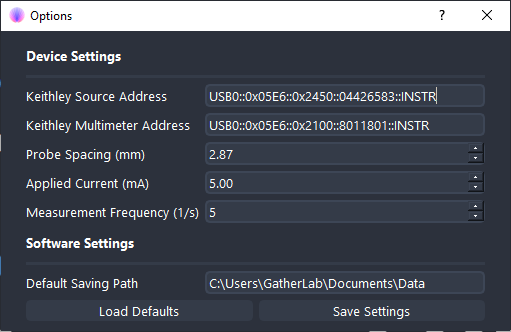 Options
Device Settings
Keithley Source Address USB0::0x05E6::0x2450::04426583::INSTR
Keithley Multimeter Address USB0::0x05E6::0x2100::8011801::INSTR
Probe Spacing (mm) 2.87
Applied Current (mA) 5.00
Measurement Frequency (1/s) 5
Software Settings
Default Saving Path C:\Users\GatherLab\Documents\Data
Load Defaults Save Settings